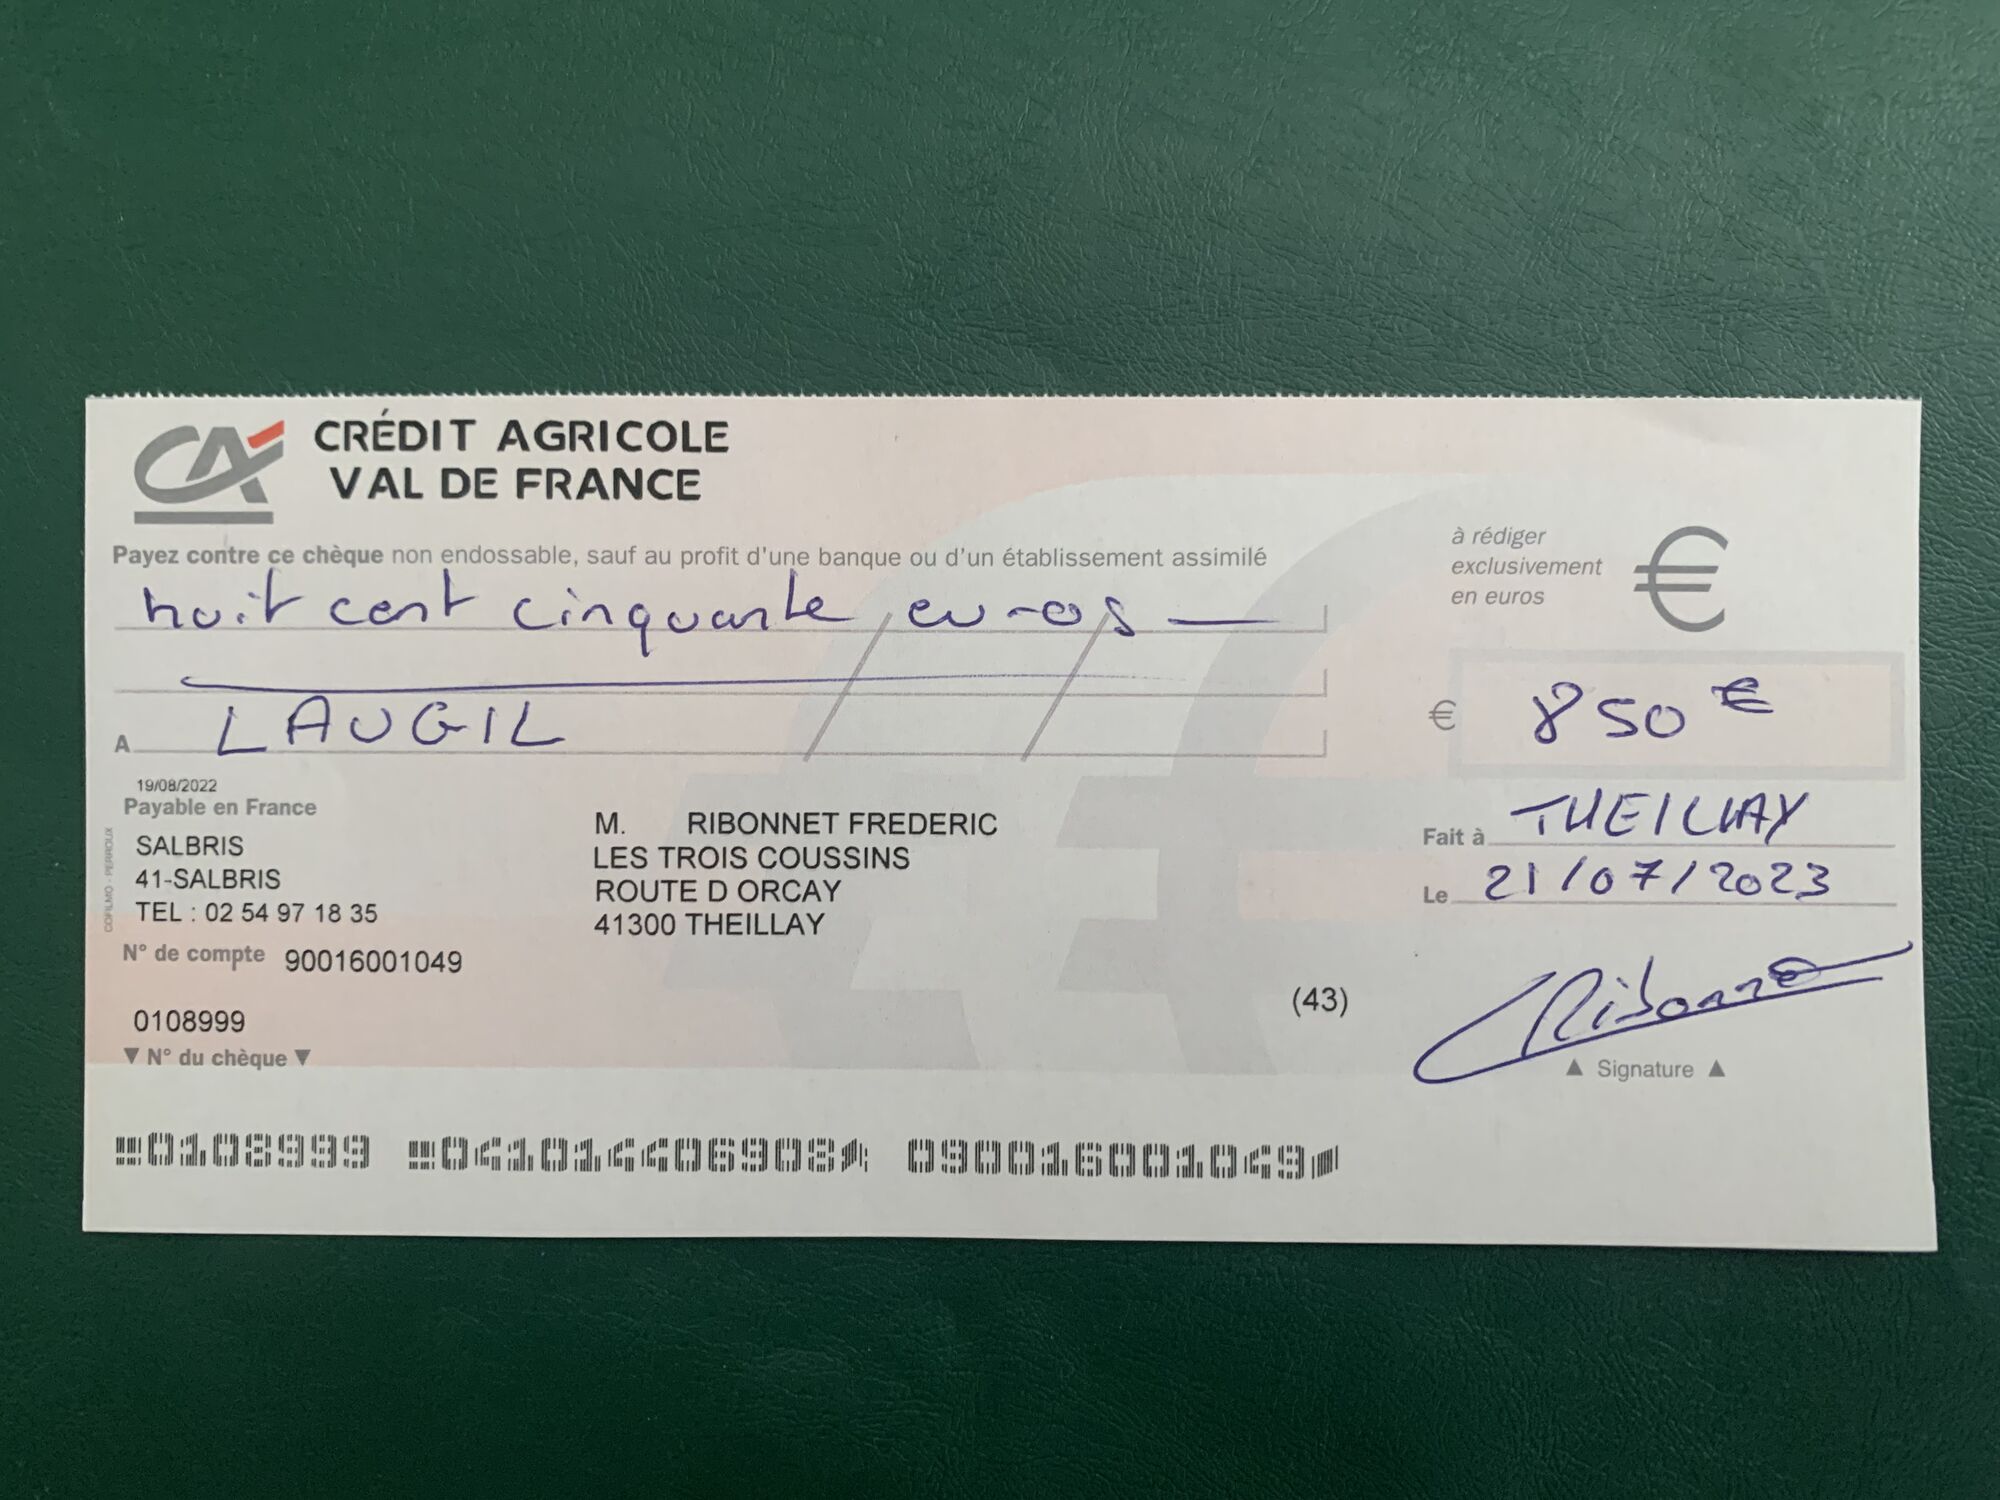 CRÉDIT AGRICOLE
VAL DE FRANCE
Payez contre ce chèque non endossable, sauf au profit d'une banque ou d'un établissement assimilé
huit cent cinquante euros
à rédiger
exclusivement
en euros
€
A LAUGIL
€ 850 €
19/08/2022
Payable en France
SALBRIS
41-SALBRIS
TEL : 02 54 97 18 35
COFILMO - PERROUX
M. RIBONNET FREDERIC
LES TROIS COUSSINS
ROUTE D ORCAY
41300 THEILLAY
Fait à THEILLAY
Le 21/07/2023
N° de compte 90016001049
(43)
0108999
▼ N° du chèque ▼
Ribonnet
▲ Signature ▲
0108999 041014406908 090016001049